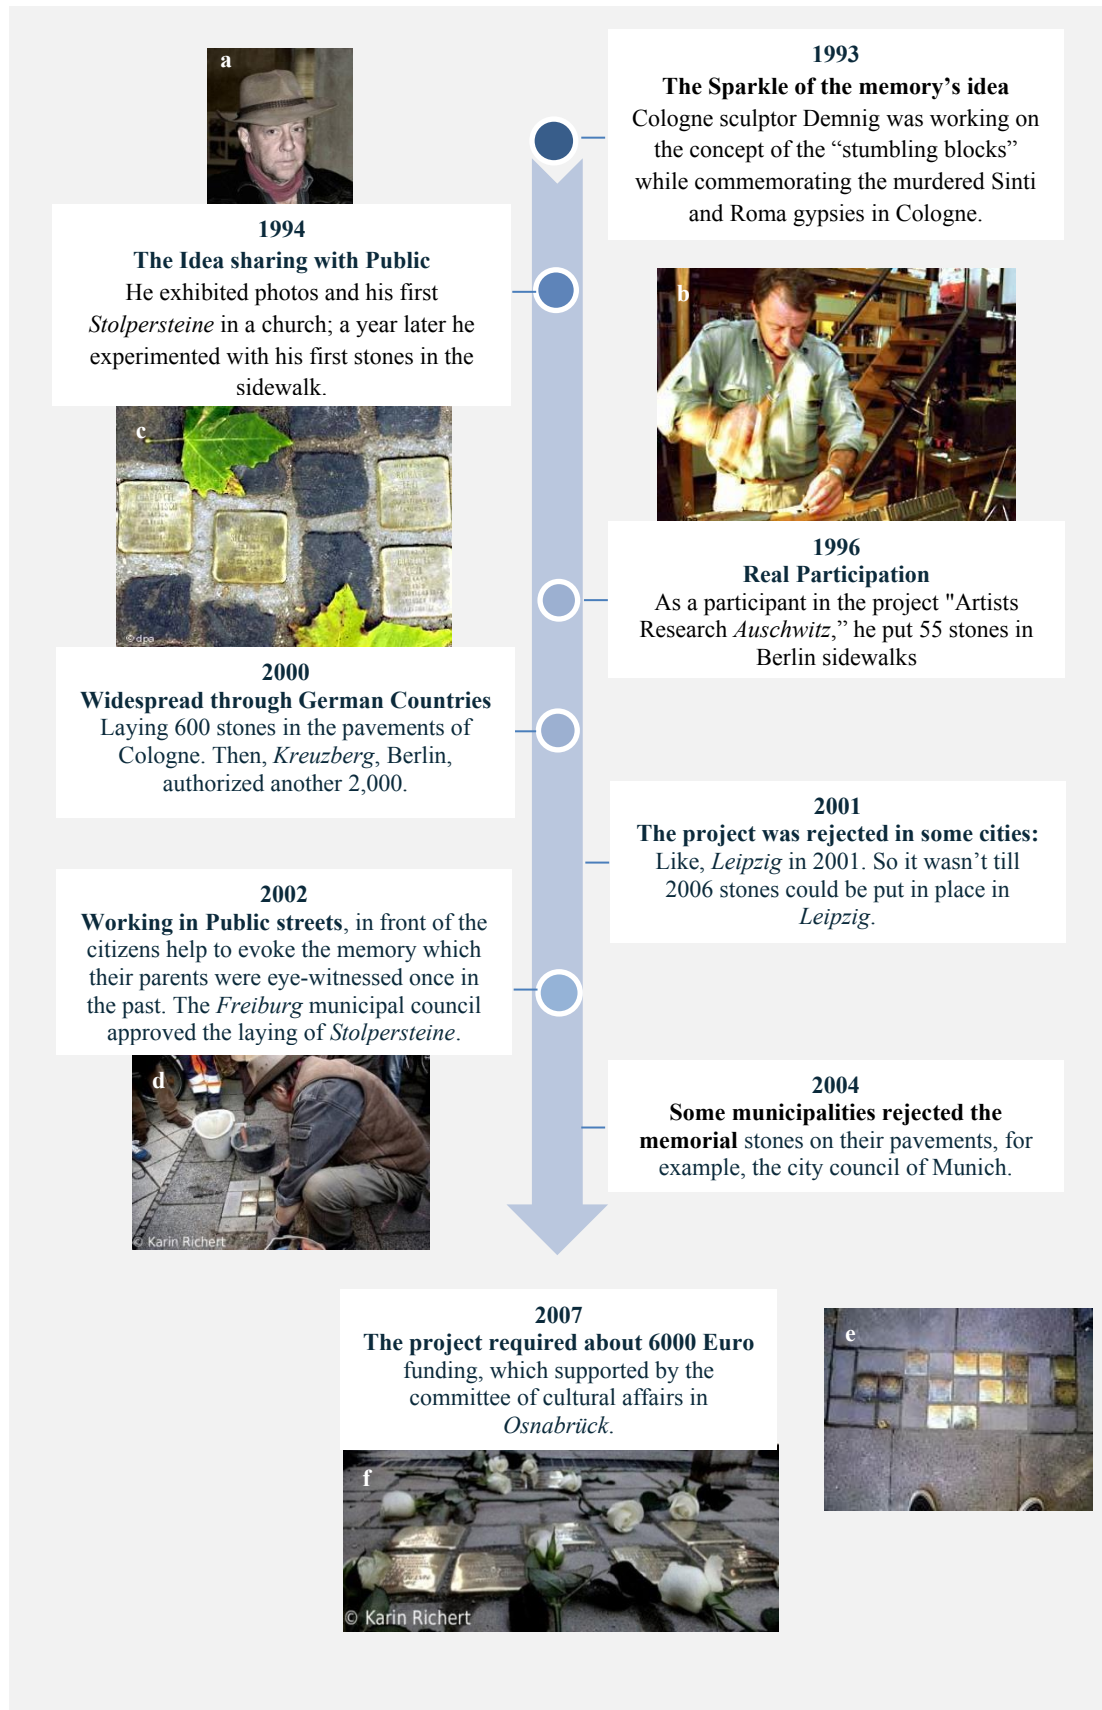 a
1993
The Sparkle of the memory’s idea
Cologne sculptor Demnig was working on
the concept of the “stumbling blocks”
while commemorating the murdered Sinti
and Roma gypsies in Cologne.
1994
The Idea sharing with Public
He exhibited photos and his first
Stolpersteine in a church; a year later he
experimented with his first stones in the
sidewalk.
b
c
© dpa
1996
Real Participation
As a participant in the project "Artists
Research Auschwitz,” he put 55 stones in
Berlin sidewalks
2000
Widespread through German Countries
Laying 600 stones in the pavements of
Cologne. Then, Kreuzberg, Berlin,
authorized another 2,000.
2001
The project was rejected in some cities:
Like, Leipzig in 2001. So it wasn’t till
2006 stones could be put in place in
Leipzig.
2002
Working in Public streets, in front of the
citizens help to evoke the memory which
their parents were eye-witnessed once in
the past. The Freiburg municipal council
approved the laying of Stolpersteine.
d
© Karin Richert
2004
Some municipalities rejected the
memorial stones on their pavements, for
example, the city council of Munich.
2007
The project required about 6000 Euro
funding, which supported by the
committee of cultural affairs in
Osnabrück.
e
f
© Karin Richert